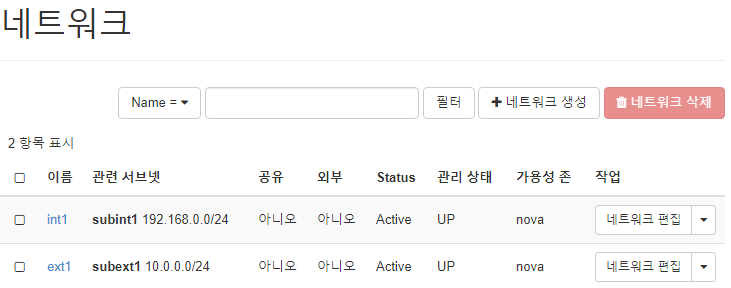 네트워크
Name = 필터 네트워크 생성 네트워크 삭제
2 항목 표시
이름 관련 서브넷 공유 외부 Status 관리 상태 가용성 존 작업
int1 subint1 192.168.0.0/24 아니오 아니오 Active UP nova 네트워크 편집
ext1 subext1 10.0.0.0/24 아니오 아니오 Active UP nova 네트워크 편집